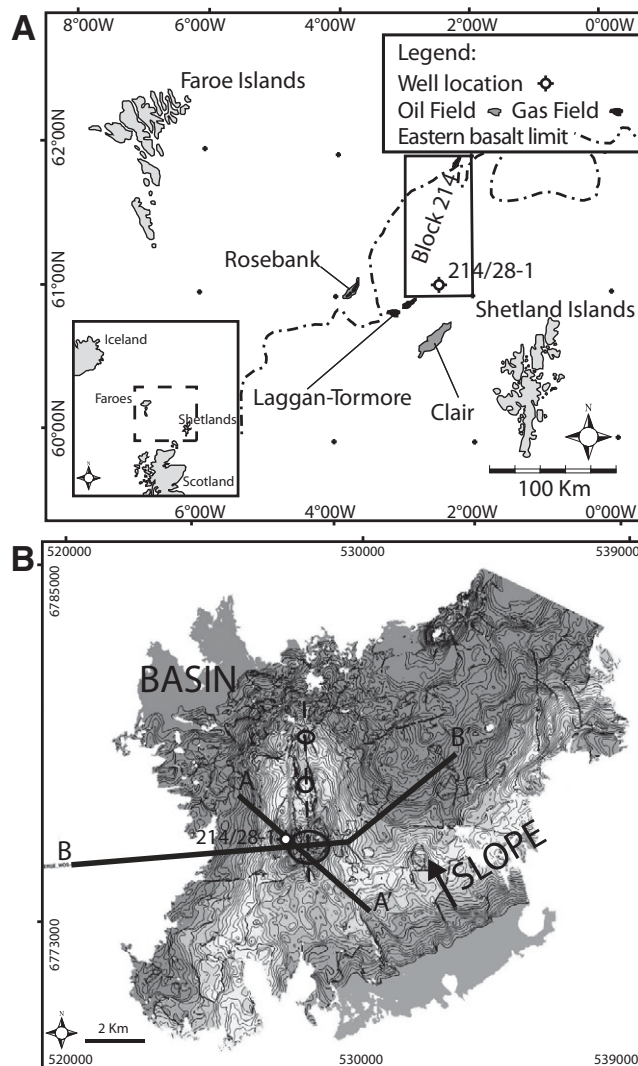 A
8°00'W 6°00'W 4°00'W 2°00'W 0°00'W
Legend:
Well location
Oil Field Gas Field
Eastern basalt limit
Faroe Islands
62°00'N
Block 214
Rosebank
214/28-1
61°00'N
Shetland Islands
Iceland
Faroes
Shetlands
Scotland
N
Laggan-Tormore
Clair
60°00'N
N
100 Km
6°00'W 4°00'W 2°00'W 0°00'W
B
520000 530000 539000
6785000
BASIN
A
B'
214/28-1
B
SLOPE
A'
6773000
N
2 Km
520000 530000 539000